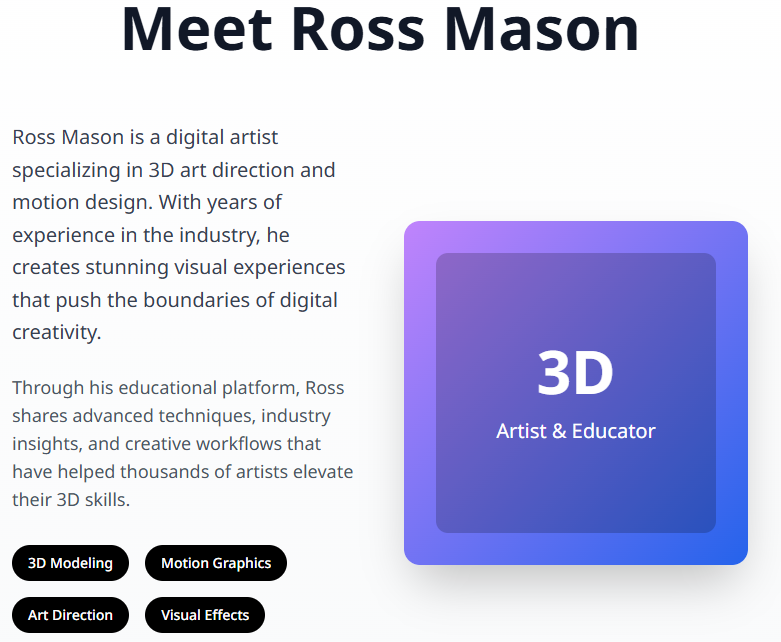 Meet Ross Mason
Ross Mason is a digital artist
specializing in 3D art direction and
motion design. With years of
experience in the industry, he
creates stunning visual experiences
that push the boundaries of digital
creativity.
Through his educational platform, Ross
shares advanced techniques, industry
insights, and creative workflows that
have helped thousands of artists elevate
their 3D skills.
3D Modeling
Motion Graphics
Art Direction
Visual Effects
3D
Artist & Educator